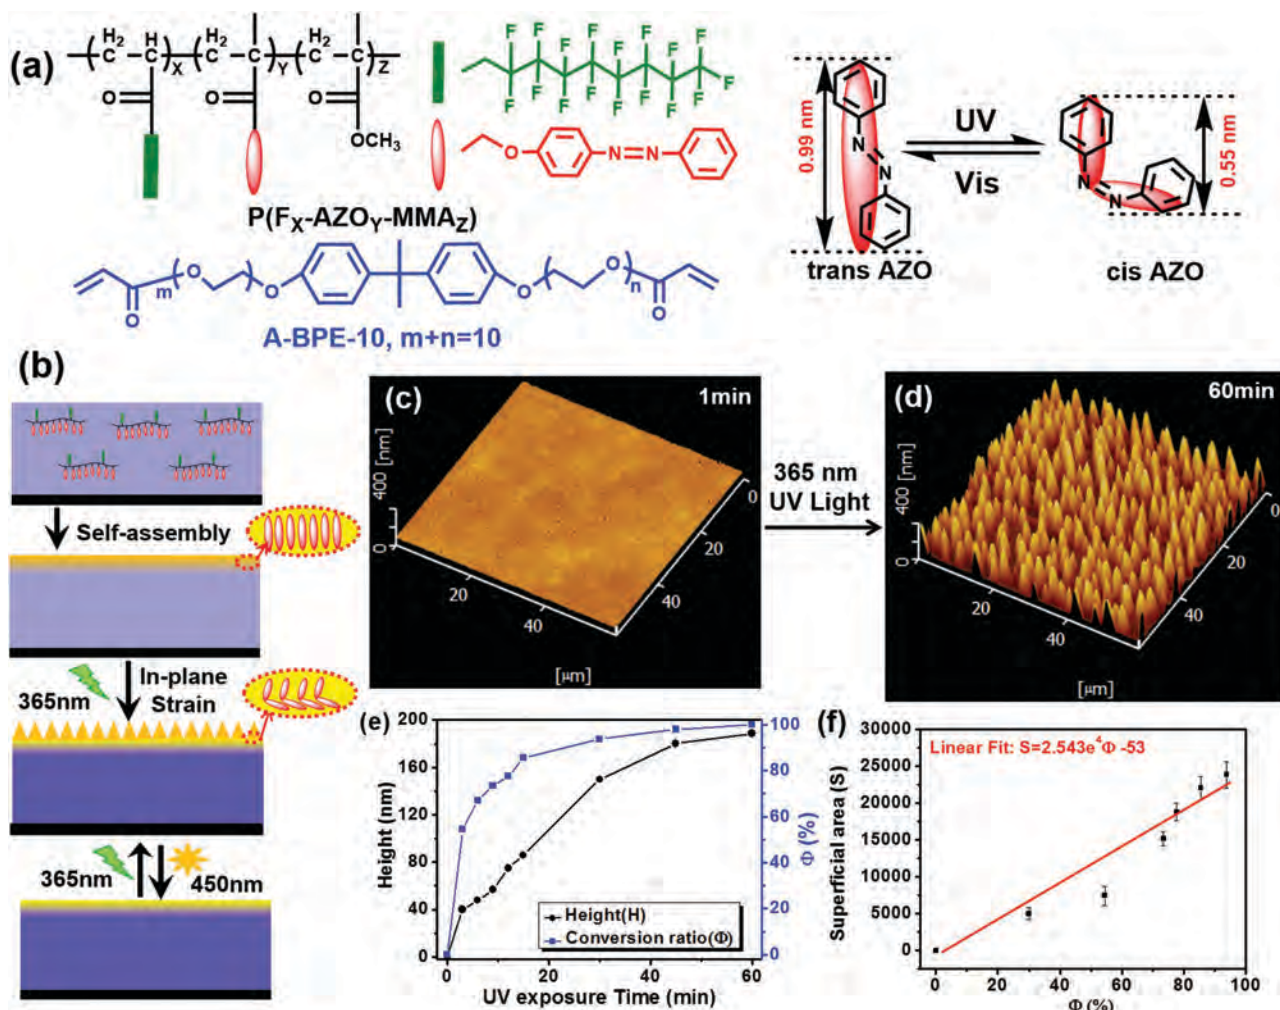 (a)
H₂
C
H
C
X
H₂
C
C
Y
H₂
C
C
Z
O
O
O
OCH₃
P(Fₓ-AZOᵧ-MMA_Z)
F F F F F F F
F
F
F F F F F F F
O
N=N
0.99 nm
N
N
trans AZO
UV
Vis
N
N
0.55 nm
cis AZO
O
m
O
O
O
O
n
O
O
A-BPE-10, m+n=10
(b)
Self-assembly
365nm
In-plane
Strain
365nm
450nm
(c)
1min
400 [nm]
0
0
20
40
20
40
[μm]
365 nm
UV Light
(d)
60min
400 [nm]
0
0
20
40
20
40
[μm]
(e)
Height (nm)
200
160
120
80
40
0
100
80
60
40
20
0
Φ (%)
Height(H)
Conversion ratio(Φ)
0 15 30 45 60
UV exposure Time (min)
(f)
Superficial area (S)
30000
25000
20000
15000
10000
5000
0
Linear Fit: S=2.543e⁴Φ -53
0 20 40 60 80 100
Φ (%)